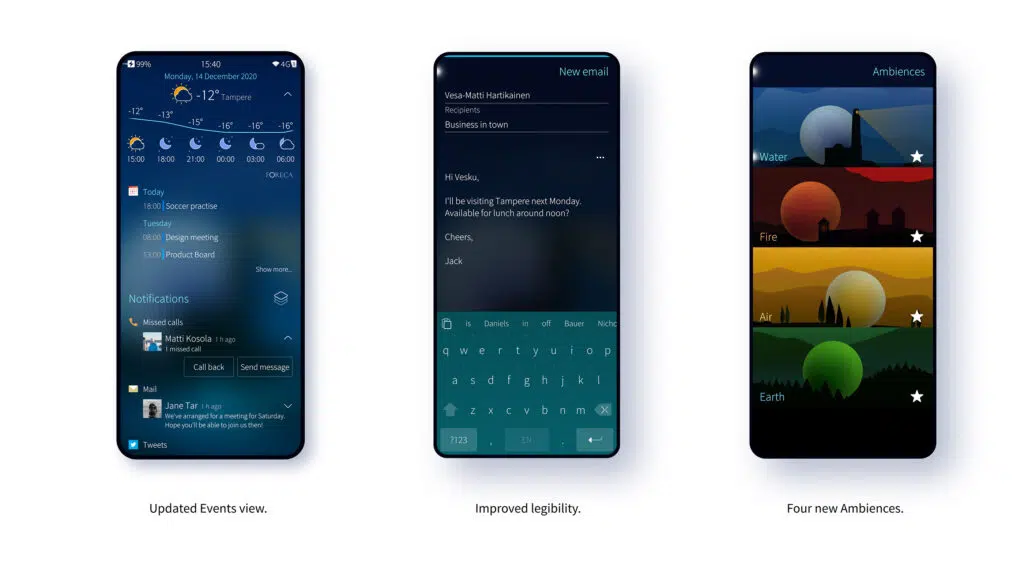 99%
15:40
4G
Monday, 14 December 2020
-12° Tampere
-12°
-13°
-15°
-16°
-16°
-16°
15:00
18:00
21:00
00:00
03:00
06:00
FORECA
Today
18:00 Soccer practise
Tuesday
08:00 Design meeting
13:00 Product Board
Show more...
Notifications
Missed calls
Matti Kosola 1 h ago
1 missed call
Call back
Send message
Mail
Jane Tar 1 h ago
We've arranged for a meeting for Saturday.
Hope you'll be able to join us then!
Tweets
Updated Events view.
New email
Vesa-Matti Hartikainen
Recipients
Business in town
...
Hi Vesku,
I'll be visiting Tampere next Monday.
Available for lunch around noon?
Cheers,
Jack
is Daniels in off Bauer Nicho
q w e r t y u i o p
a s d f g h j k l
z x c v b n m
?123 , EN .
Improved legibility.
Ambiences
Water
Fire
Air
Earth
Four new Ambiences.